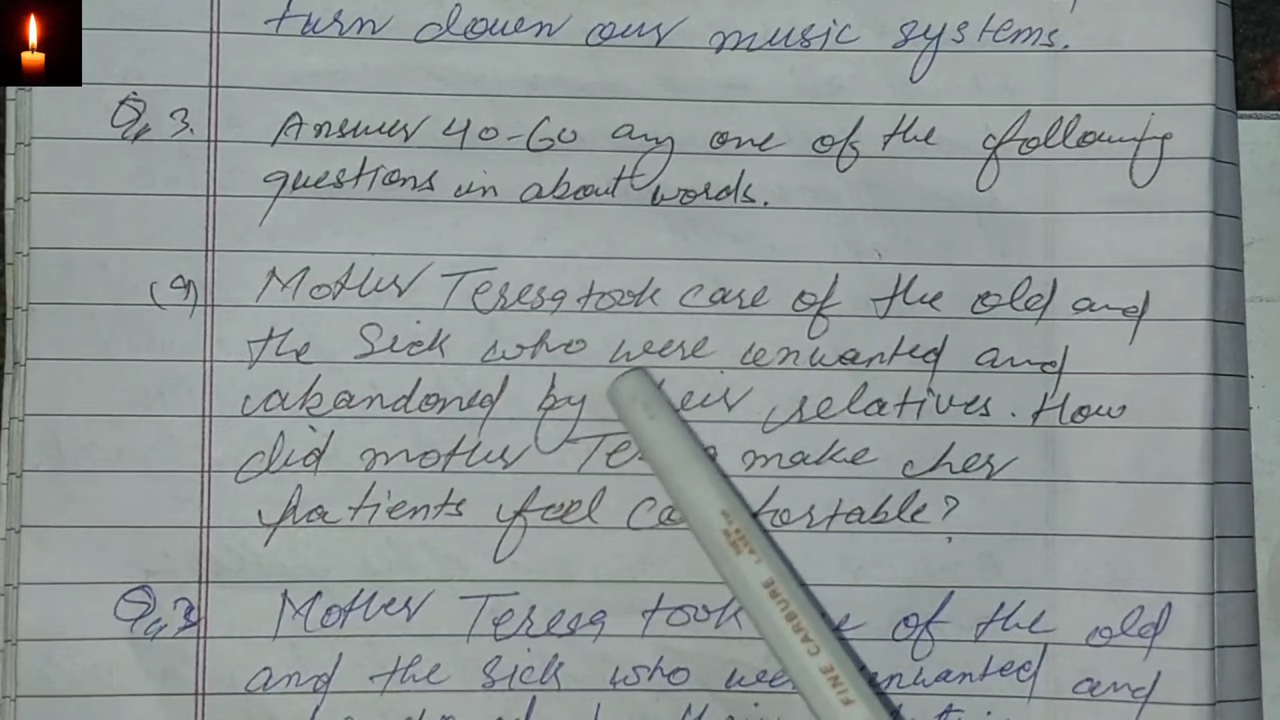 turn down our music systems.
Q.3. Answer 40-60 any one of the following
questions in about words.
(a) Mother Teresa took care of the old and
the Sick who were unwanted and
abandoned by their relatives. How
did mother make her
patients feel comfortable?
Q.3 Mother Teresa took of the old
and the Sick who were unwanted and
FINE CARBURE